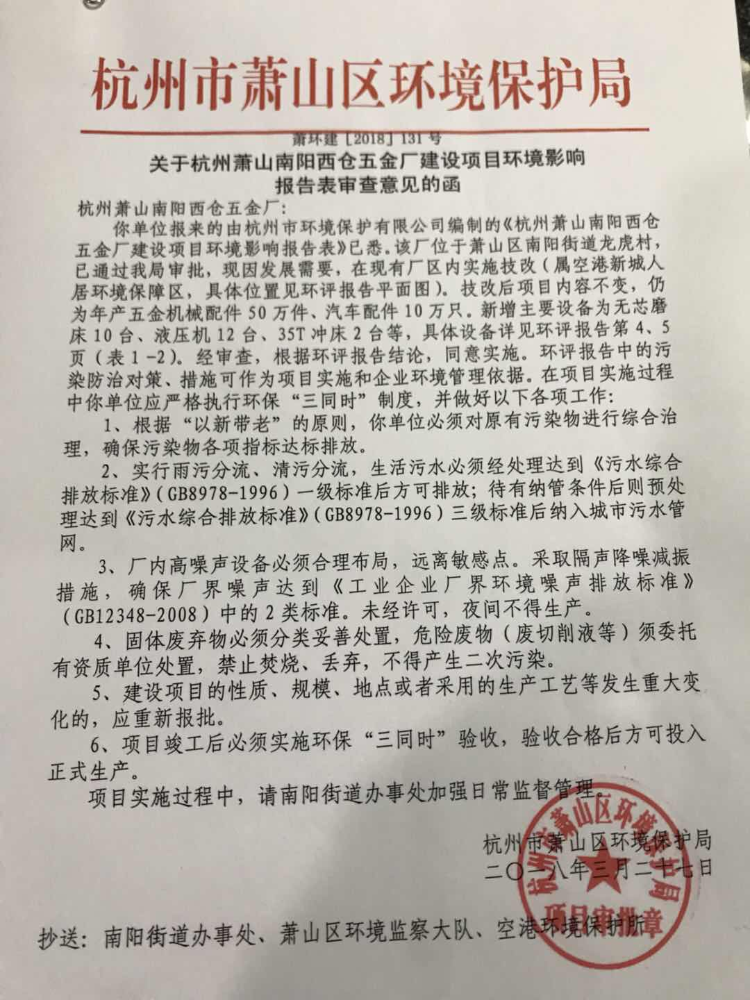 杭州市萧山区环境保护局
萧环建［2018］131 号
关于杭州萧山南阳西仓五金厂建设项目环境影响
报告表审查意见的函
杭州萧山南阳西仓五金厂：
你单位报来的由杭州市环境保护有限公司编制的《杭州萧山南阳西仓
五金厂建设项目环境影响报告表》已悉。该厂位于萧山区南阳街道龙虎村，
已通过我局审批，现因发展需要，在现有厂区内实施技改（属空港新城人
居环境保障区，具体位置见环评报告平面图）。技改后项目内容不变，仍
为年产五金机械配件 50 万件、汽车配件 10 万只。新增主要设备为无芯磨
床 10 台、液压机 12 台、35T 冲床 2 台等，具体设备详见环评报告第 4、5
页（表 1-2）。经审查，根据环评报告结论，同意实施。环评报告中的污
染防治对策、措施可作为项目实施和企业环境管理依据。在项目实施过程
中你单位应严格执行环保“三同时”制度，并做好以下各项工作：
1、根据“以新带老”的原则，你单位必须对原有污染物进行综合治
理，确保污染物各项指标达标排放。
2、实行雨污分流、清污分流，生活污水必须经处理达到《污水综合
排放标准》（GB8978-1996）一级标准后方可排放；待有纳管条件后则预处
理达到《污水综合排放标准》（GB8978-1996）三级标准后纳入城市污水管
网。
3、厂内高噪声设备必须合理布局，远离敏感点。采取隔声降噪减振
措施，确保厂界噪声达到《工业企业厂界环境噪声排放标准》
（GB12348-2008）中的 2 类标准。未经许可，夜间不得生产。
4、固体废弃物必须分类妥善处置，危险废物（废切削液等）须委托
有资质单位处置，禁止焚烧、丢弃，不得产生二次污染。
5、建设项目的性质、规模、地点或者采用的生产工艺等发生重大变
化的，应重新报批。
6、项目竣工后必须实施环保“三同时”验收，验收合格后方可投入
正式生产。
项目实施过程中，请南阳街道办事处加强日常监督管理。
杭州市萧山区环境保护局
二〇一八年三月二十七日
杭州市萧山区环境保护局
项目审批章
抄送：南阳街道办事处、萧山区环境监察大队、空港环境保护所